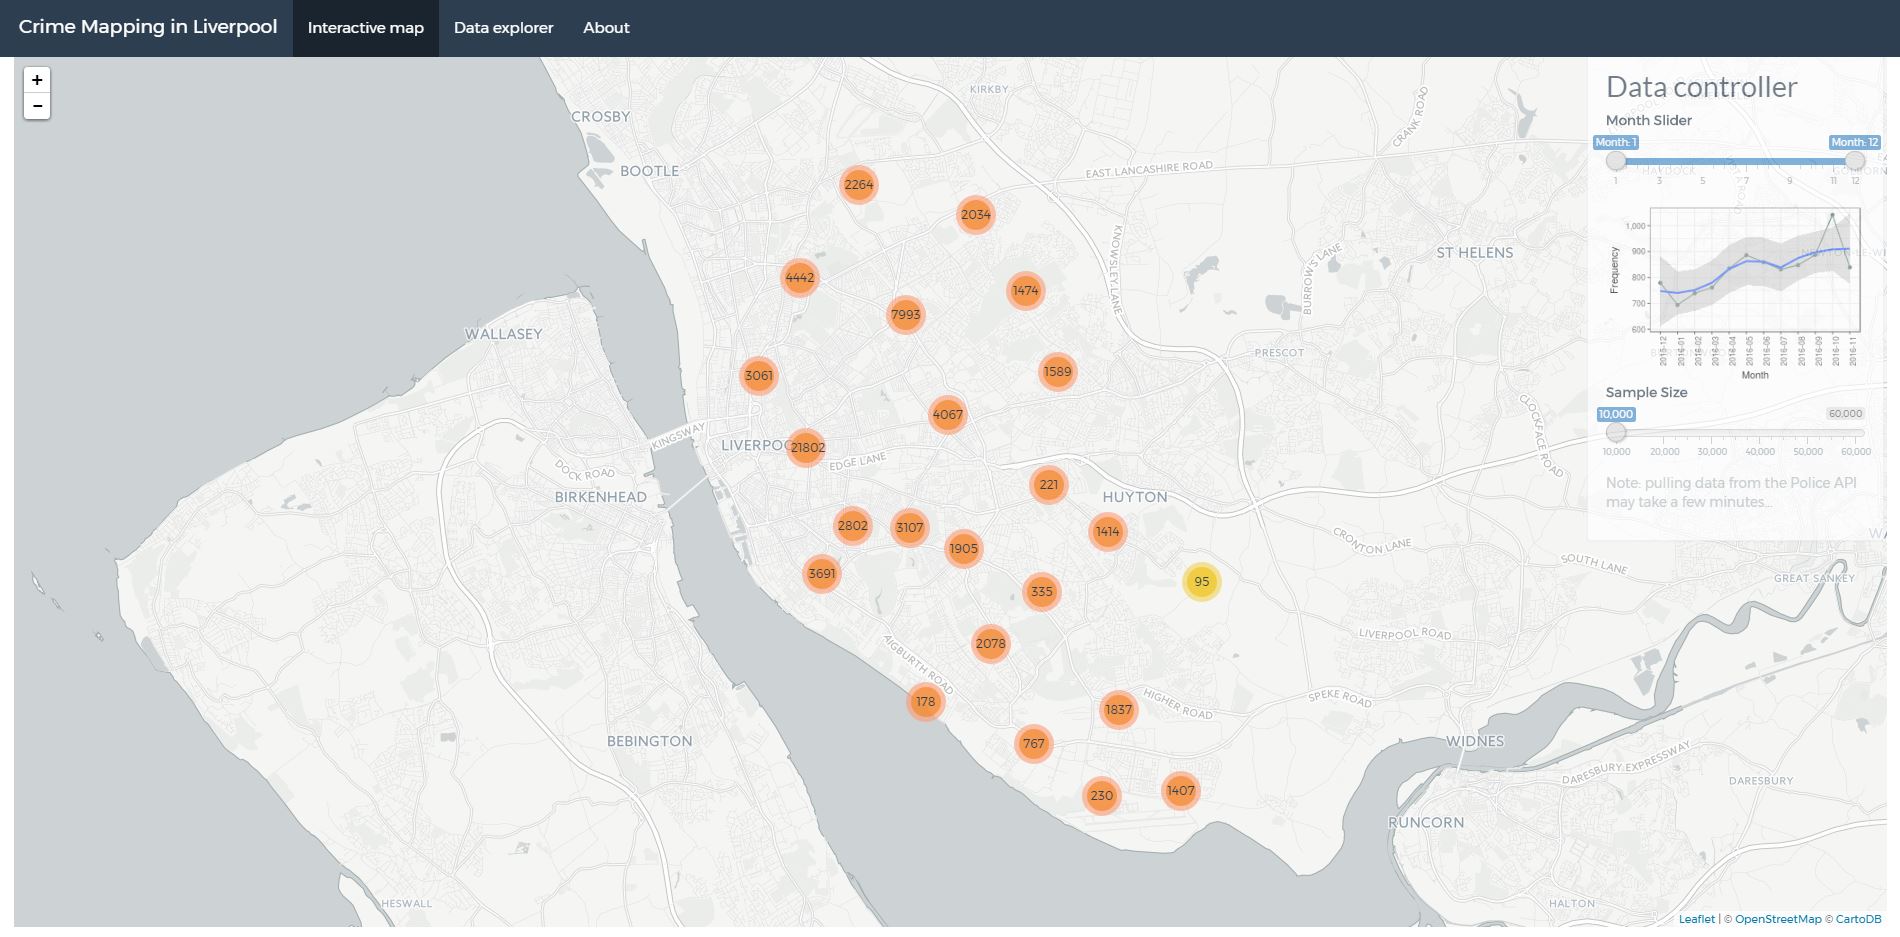 Crime Mapping in Liverpool
Interactive map
Data explorer
About
+
−
Data controller
Month Slider
Month: 1
Month: 12
1 3 5 7 9 11 12
Frequency
1,000
900
800
700
600
2015-12
2016-01
2016-02
2016-03
2016-04
2016-05
2016-06
2016-07
2016-08
2016-09
2016-10
2016-11
Month
Sample Size
10,000
60,000
10,000 20,000 30,000 40,000 50,000 60,000
Note: pulling data from the Police API
may take a few minutes...
KIRKBY
CROSBY
CRANK ROAD
BOOTLE
EAST LANCASHIRE ROAD
2264
2034
KNOWSLEY LANE
BURROW'S LANE
ST HELENS
4442
1474
7993
WALLASEY
PRESCOT
3061
1589
4067
CLOCKFACE ROAD
KINGSWAY
LIVERPOO
21802
EDGE LANE
DOCK ROAD
221
BIRKENHEAD
HUYTON
2802
3107
1414
1905
CRONTON LANE
SOUTH LANE
3691
335
95
GREAT SANKEY
LIVERPOOL ROAD
2078
AIGBURTH ROAD
178
HIGHER ROAD
SPEKE ROAD
1837
BEBINGTON
767
WIDNES
DARESBURY EXPRESSWAY
DARESBURY
230
1407
RUNCORN
HESWALL
HALTON
Leaflet | © OpenStreetMap © CartoDB